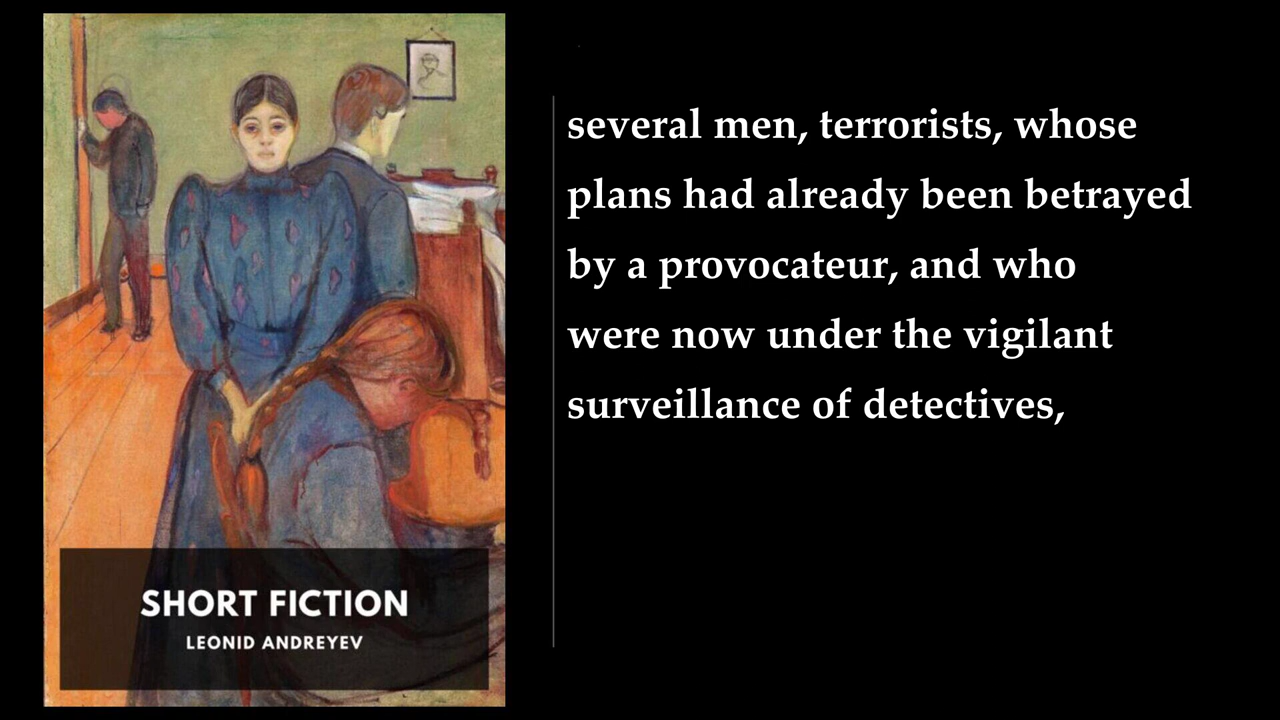 several men, terrorists, whose
plans had already been betrayed
by a provocateur, and who
were now under the vigilant
surveillance of detectives,
SHORT FICTION
LEONID ANDREYEV